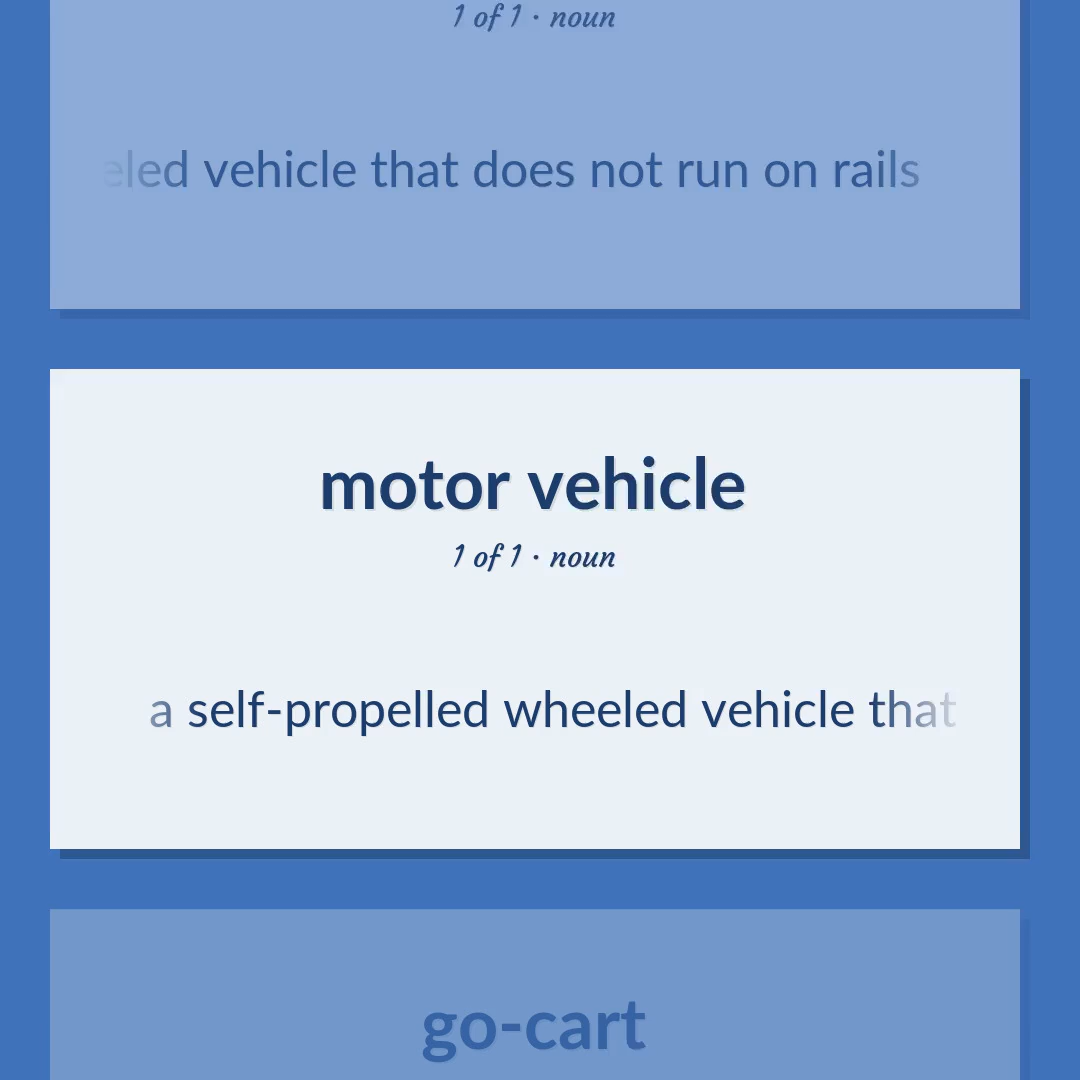 1 of 1 · noun
eled vehicle that does not run on rails
motor vehicle
1 of 1 · noun
a self-propelled wheeled vehicle that
go-cart